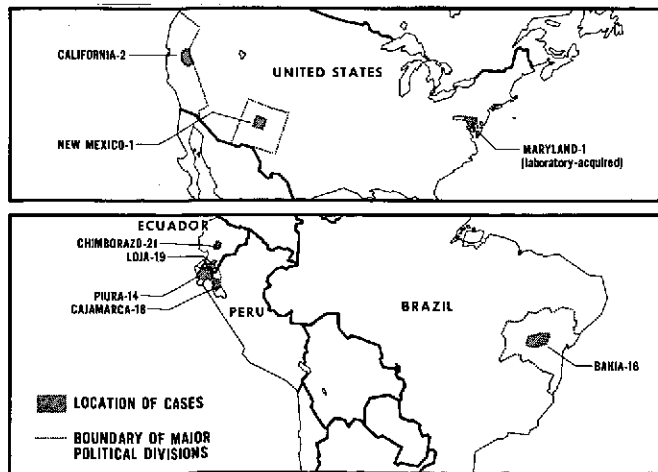 CALIFORNIA-2
UNITED STATES
NEW MEXICO-1
MARYLAND-1
(laboratory-acquired)
ECUADOR
CHIMBORAZO-21
LOJA-19
PIURA-14
CAJAMARCA-18
PERU
BRAZIL
BAHIA-16
LOCATION OF CASES
BOUNDARY OF MAJOR
POLITICAL DIVISIONS